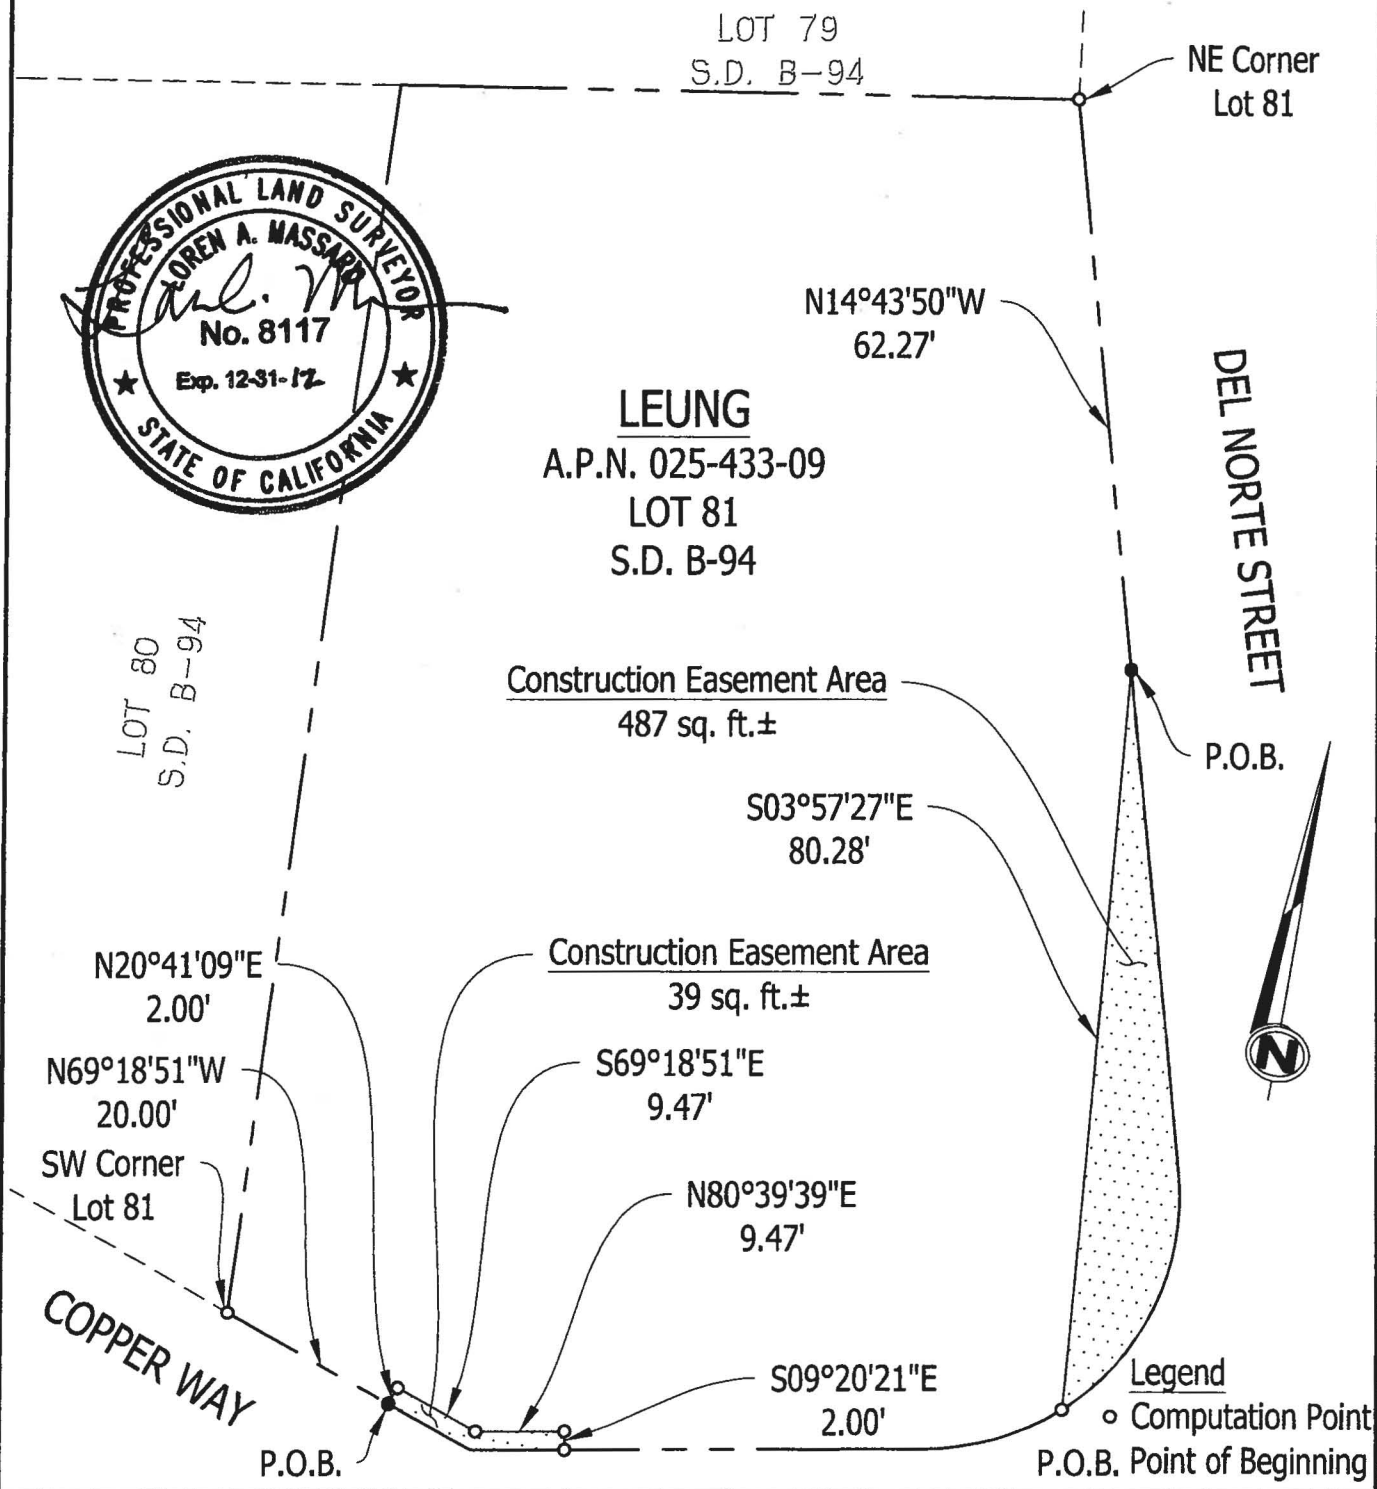 LOT 79
S.D. B-94
NE Corner
Lot 81
PROFESSIONAL LAND SURVEYOR
LOREN A. MASSARO
No. 8117
Exp. 12-31-12
STATE OF CALIFORNIA
N14°43'50"W
62.27'
LEUNG
A.P.N. 025-433-09
LOT 81
S.D. B-94
DEL NORTE STREET
LOT 80
S.D. B-94
Construction Easement Area
487 sq. ft.±
P.O.B.
S03°57'27"E
80.28'
N20°41'09"E
2.00'
Construction Easement Area
39 sq. ft.±
N69°18'51"W
20.00'
S69°18'51"E
9.47'
N
SW Corner
Lot 81
N80°39'39"E
9.47'
COPPER WAY
S09°20'21"E
2.00'
P.O.B.
Legend
Computation Point
P.O.B. Point of Beginning